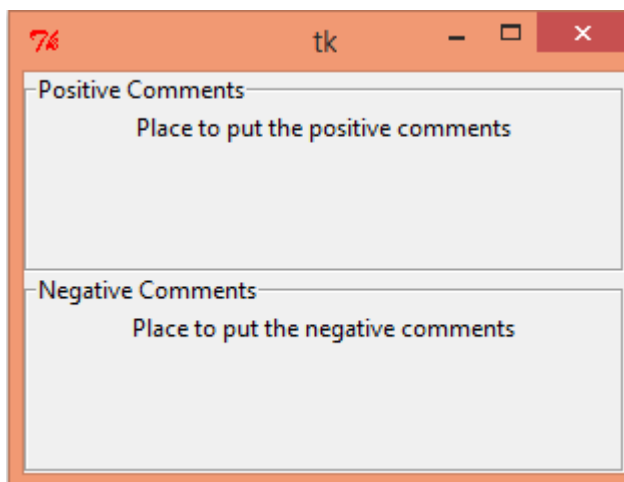 tk
Positive Comments
Place to put the positive comments
Negative Comments
Place to put the negative comments